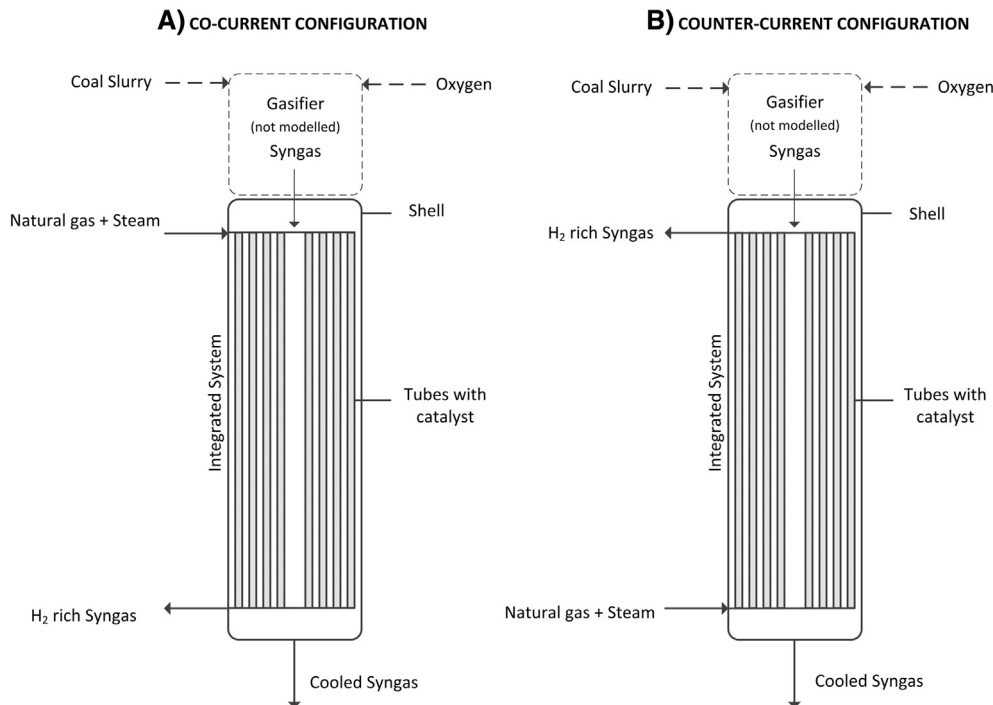 A) CO-CURRENT CONFIGURATION
Coal Slurry
Oxygen
Gasifier
(not modelled)
Syngas
Natural gas + Steam
Shell
Integrated System
Tubes with
catalyst
H₂ rich Syngas
Cooled Syngas
B) COUNTER-CURRENT CONFIGURATION
Coal Slurry
Oxygen
Gasifier
(not modelled)
Syngas
H₂ rich Syngas
Shell
Integrated System
Tubes with
catalyst
Natural gas + Steam
Cooled Syngas